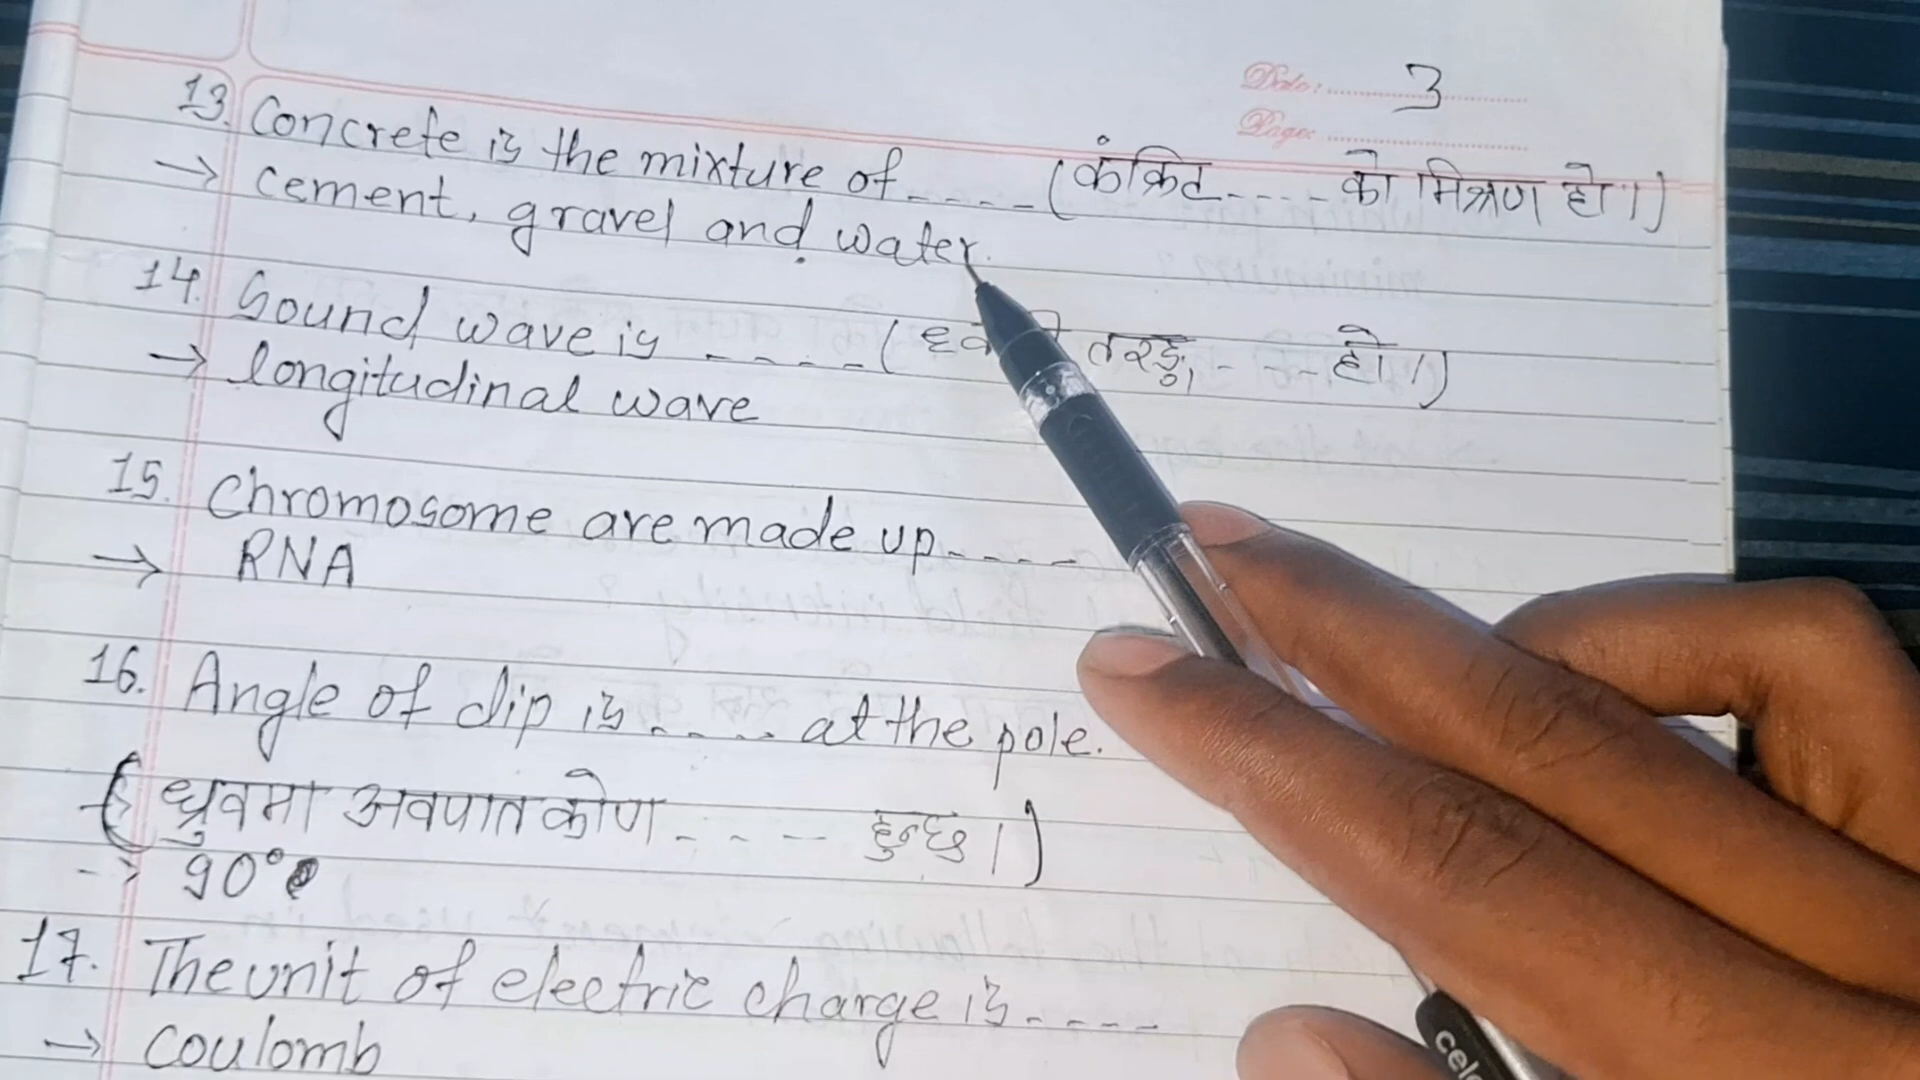 Date: 3
Page:
13. Concrete is the mixture of ---- (कंक्रिट ---- को मिश्रण हो।)
→ cement, gravel and water.
14. Sound wave is ---- ( तरङ्ग, - - - हो।)
→ longitudinal wave
15. Chromosome are made up ----
→ RNA
16. Angle of dip is ---- at the pole.
(ध्रुवमा अवपात कोण - - - - हुन्छ।)
→ 90°
17. The unit of electric charge is ----
→ coulomb